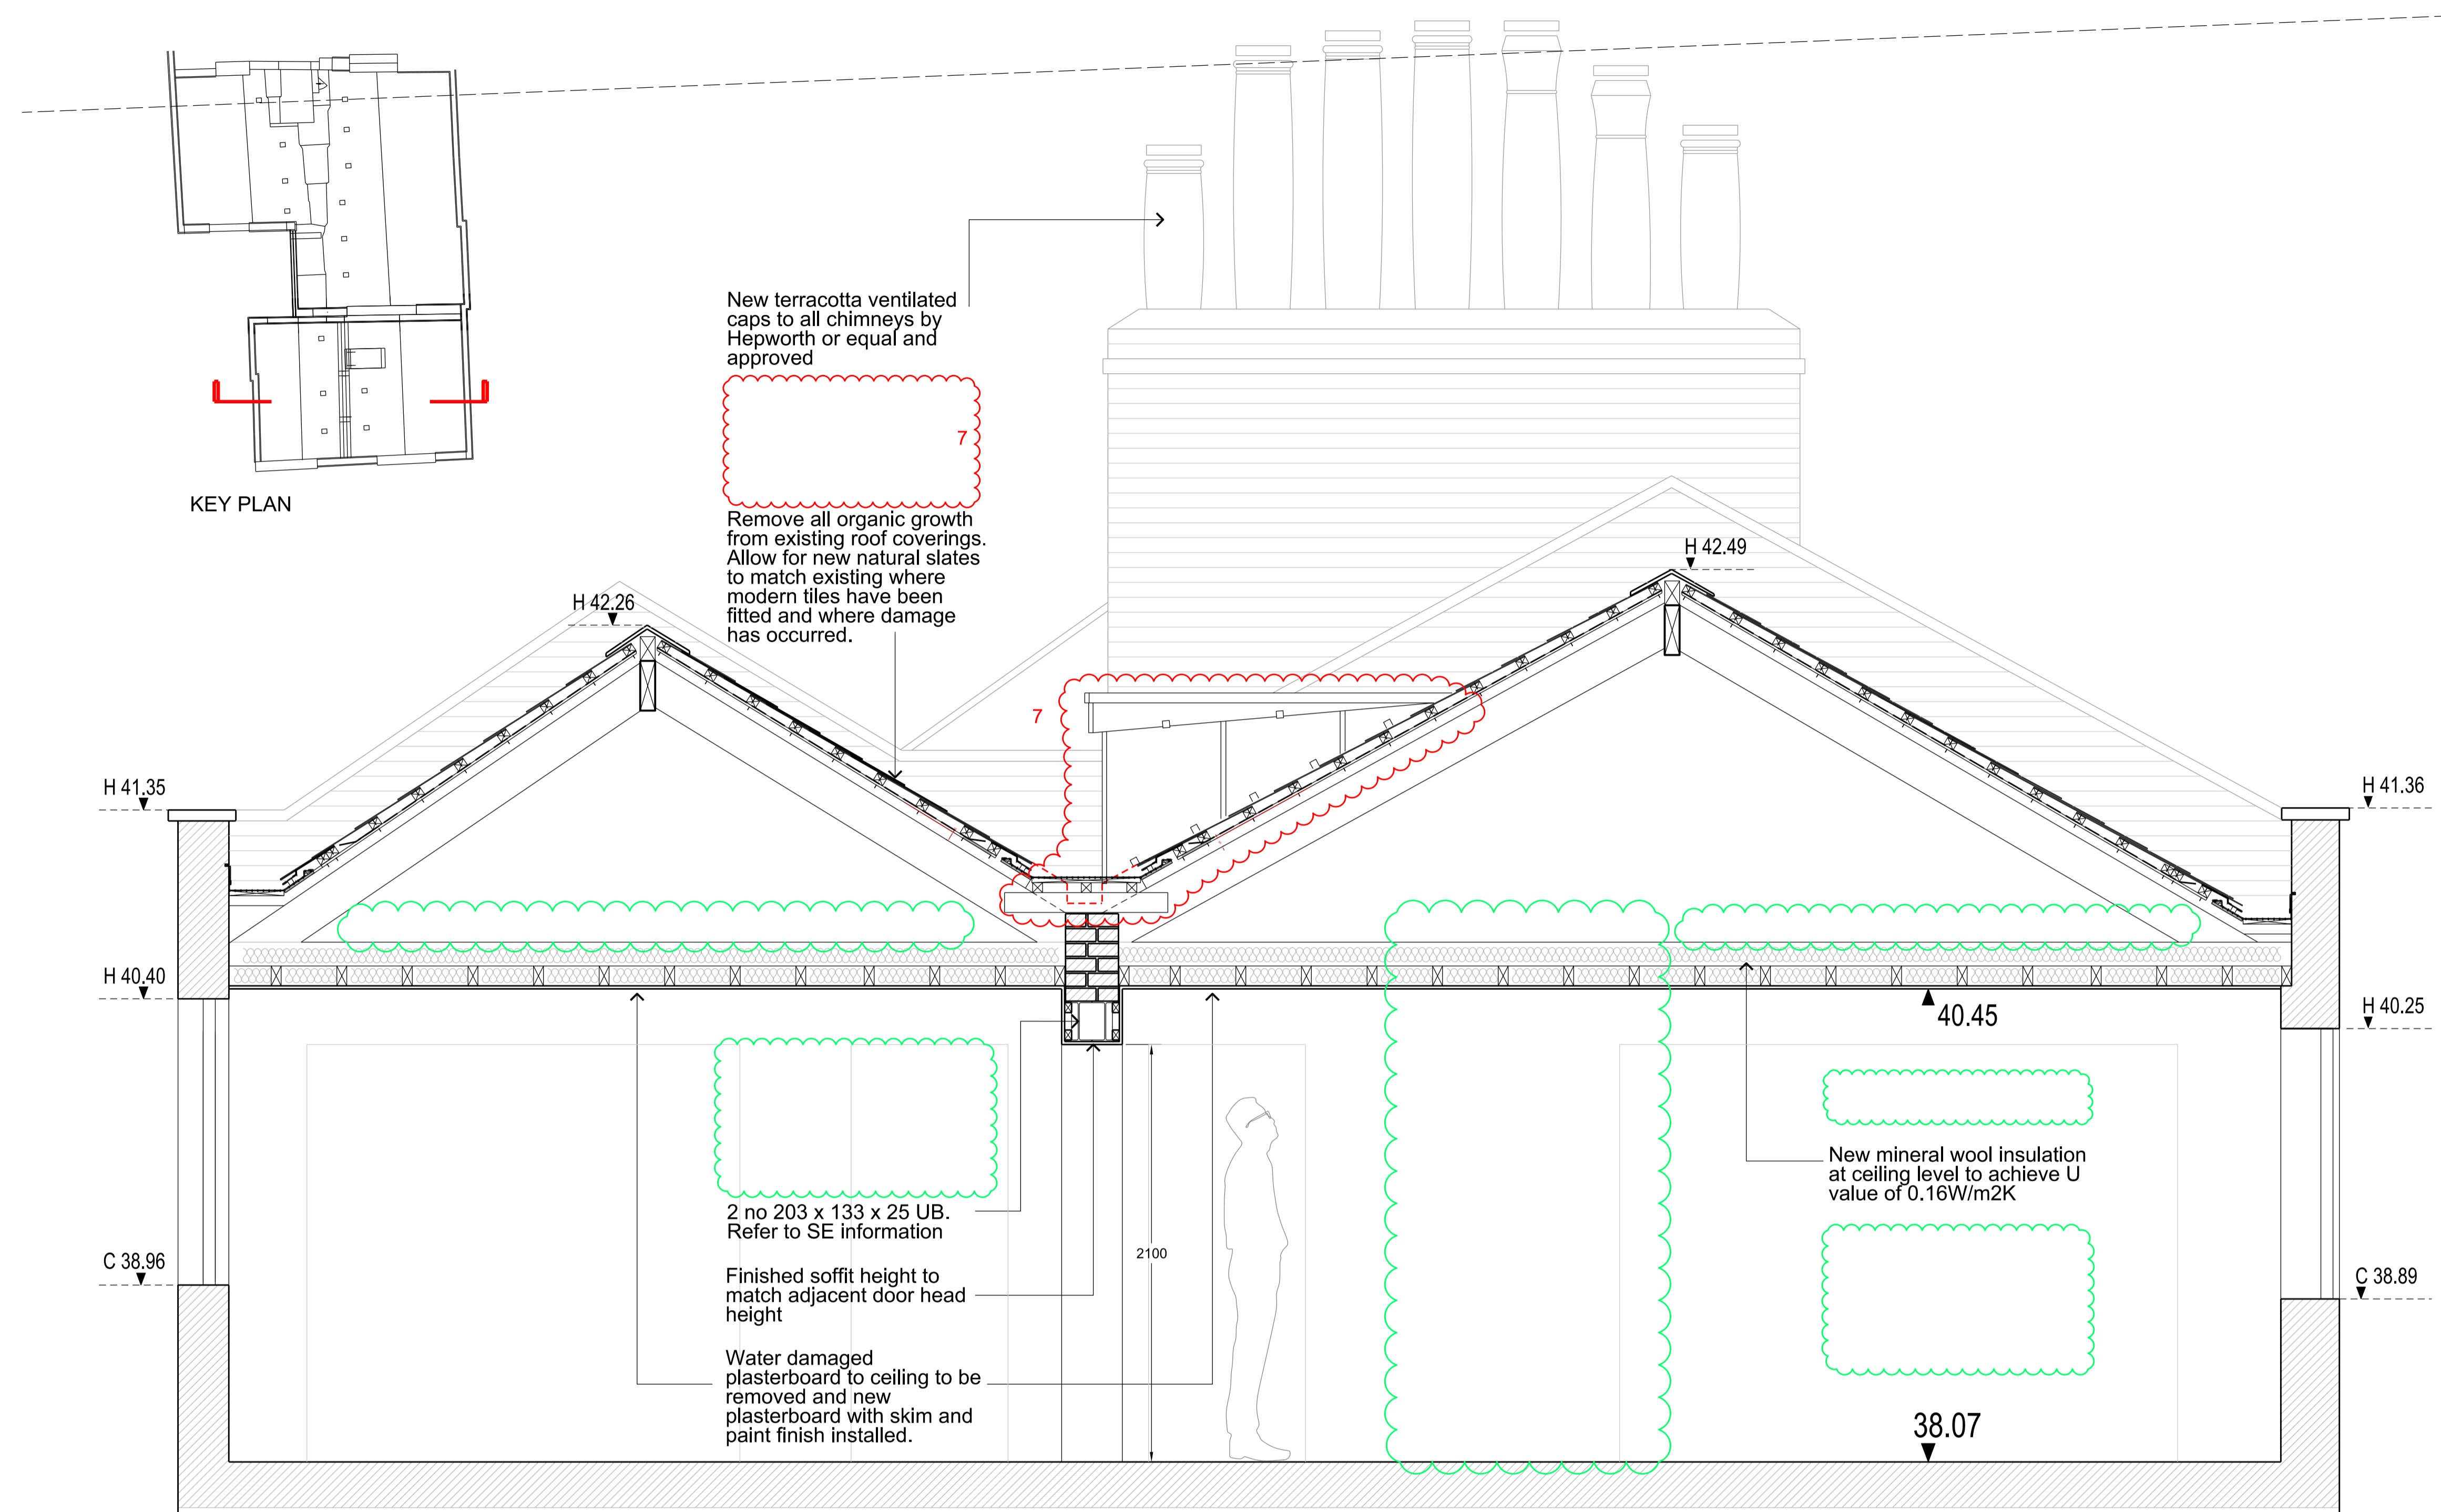 KEY PLAN
New terracotta ventilated
caps to all chimneys by
Hepworth or equal and
approved
7
Remove all organic growth
from existing roof coverings.
Allow for new natural slates
to match existing where
modern tiles have been
fitted and where damage
has occurred.
H 42.26
H 42.49
7
H 41.35
H 41.36
H 40.40
H 40.25
40.45
2 no 203 x 133 x 25 UB.
Refer to SE information
Finished soffit height to
match adjacent door head
height
Water damaged
plasterboard to ceiling to be
removed and new
plasterboard with skim and
paint finish installed.
2100
New mineral wool insulation
at ceiling level to achieve U
value of 0.16W/m2K
C 38.96
C 38.89
38.07